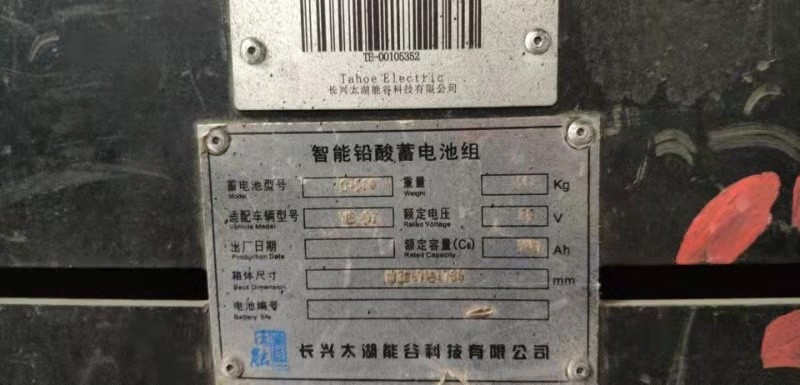 TE-00105352
Tahoe Electric
长兴太湖能谷科技有限公司
智能铅酸蓄电池组
蓄电池型号 重量 Kg
Model Weight
适配车辆型号 额定电压 V
Vehicle Model Rated Voltage
出厂日期 额定容量(C₅) Ah
Production Date Rated Capacity
箱体尺寸 mm
Back Dimension
电池编号
Battery SN
长兴太湖能谷科技有限公司